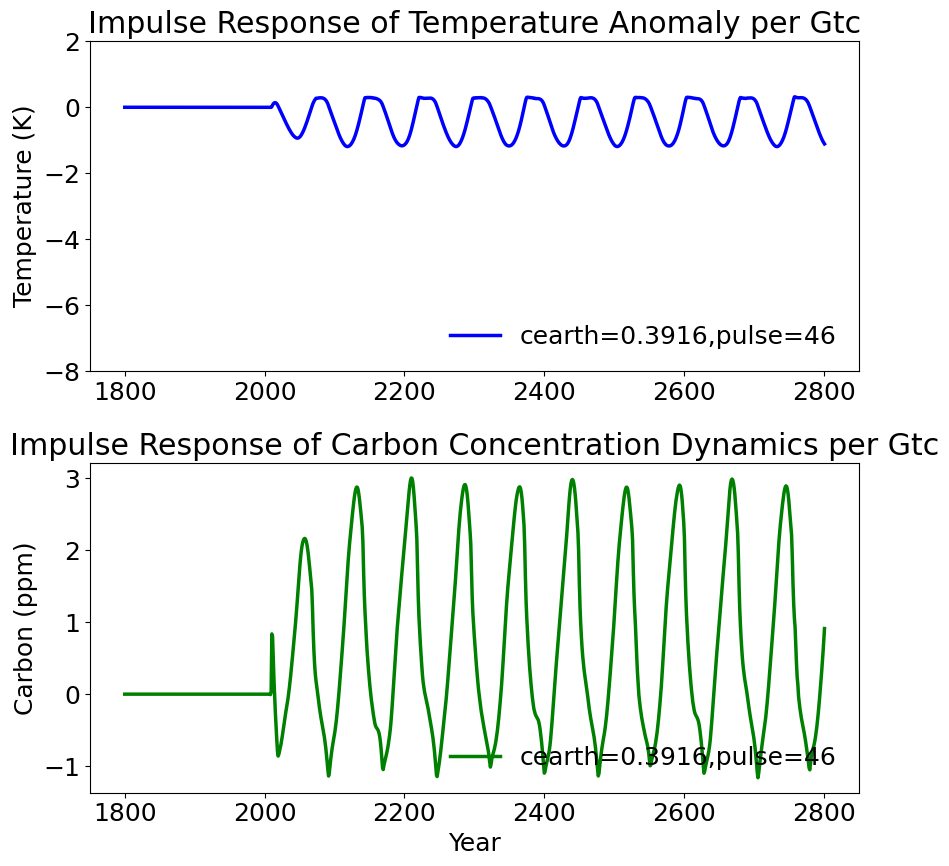 Impulse Response of Temperature Anomaly per Gtc
2
0
−2
−4
−6
−8
Temperature (K)
cearth=0.3916,pulse=46
1800 2000 2200 2400 2600 2800
Impulse Response of Carbon Concentration Dynamics per Gtc
3
2
1
0
−1
Carbon (ppm)
cearth=0.3916,pulse=46
1800 2000 2200 2400 2600 2800
Year